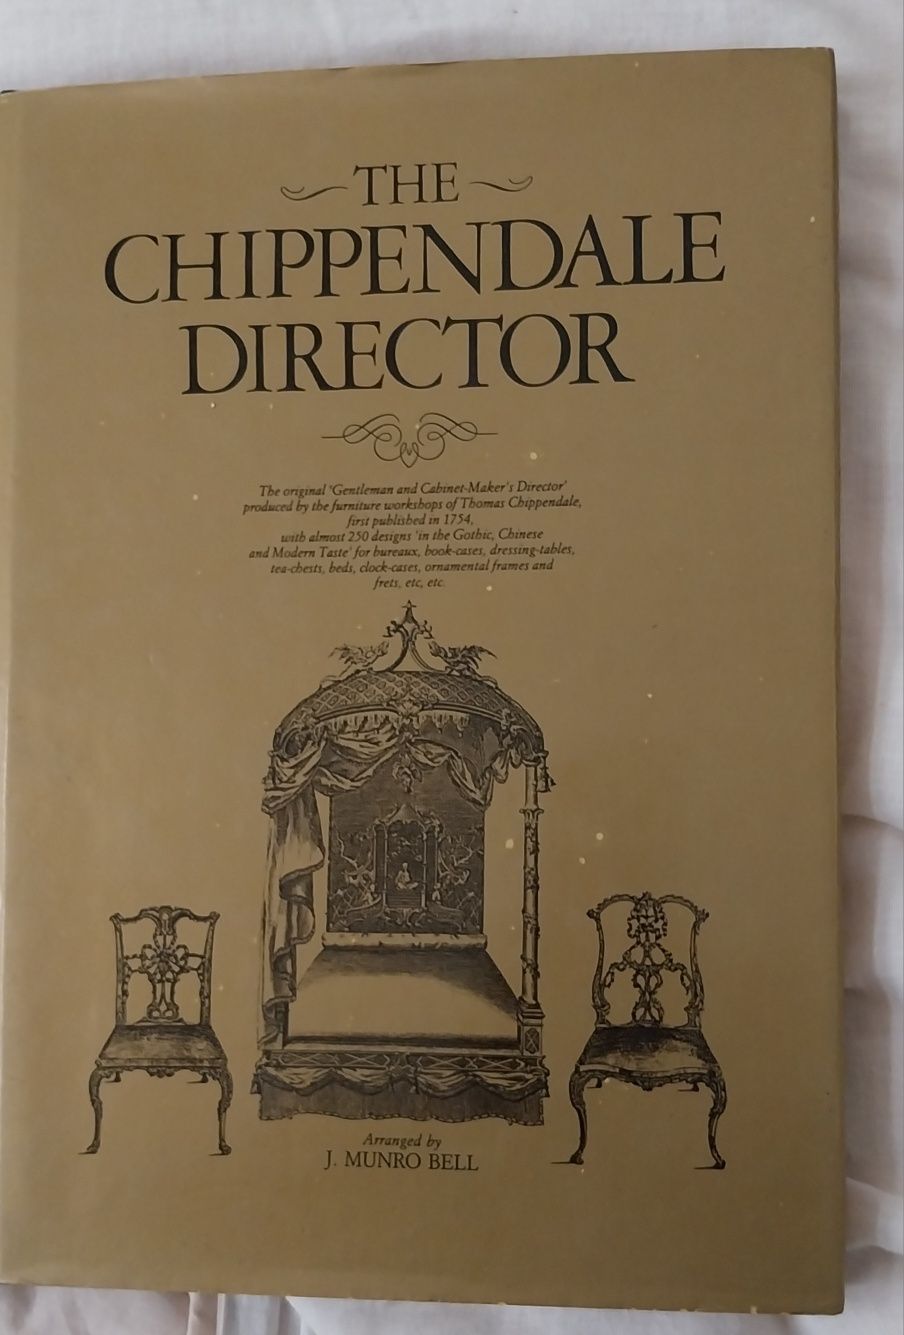 THE
CHIPPENDALE
DIRECTOR
The original 'Gentleman and Cabinet-Maker's Director'
produced by the furniture workshops of Thomas Chippendale,
first published in 1754,
with almost 250 designs 'in the Gothic, Chinese
and Modern Taste' for bureaux, book-cases, dressing-tables,
tea-chests, beds, clock-cases, ornamental frames and
frets, etc, etc.
Arranged by
J. MUNRO BELL